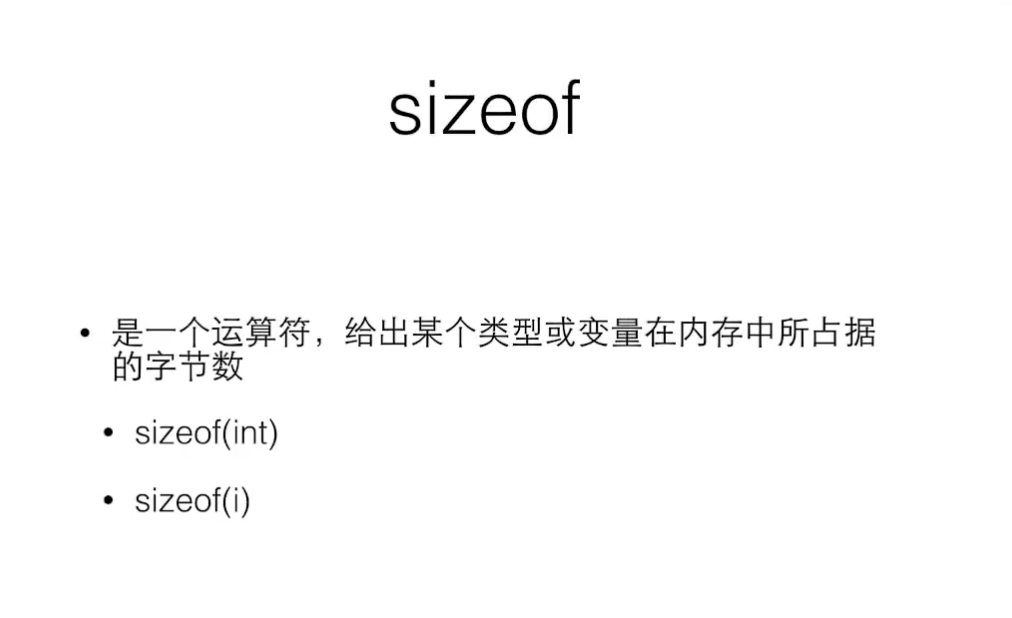 sizeof
• 是一个运算符，给出某个类型或变量在内存中所占据
的字节数
• sizeof(int)
• sizeof(i)